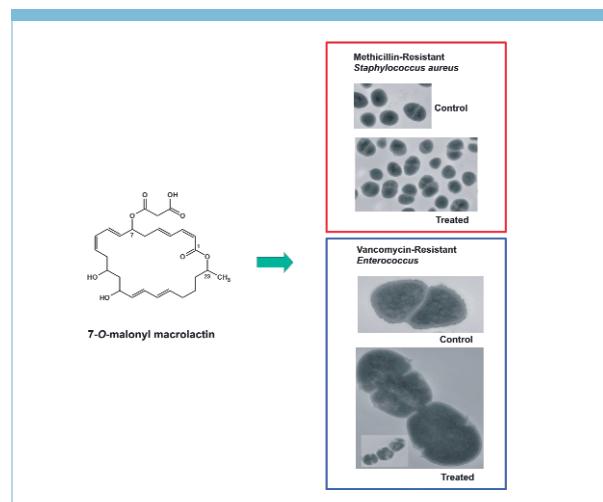 Methicillin-Resistant
Staphylococcus aureus
Control
Treated
O
OH
O
O
7
O
1
O
O
23
CH3
HO
HO
7-O-malonyl macrolactin
Vancomycin-Resistant
Enterococcus
Control
Treated